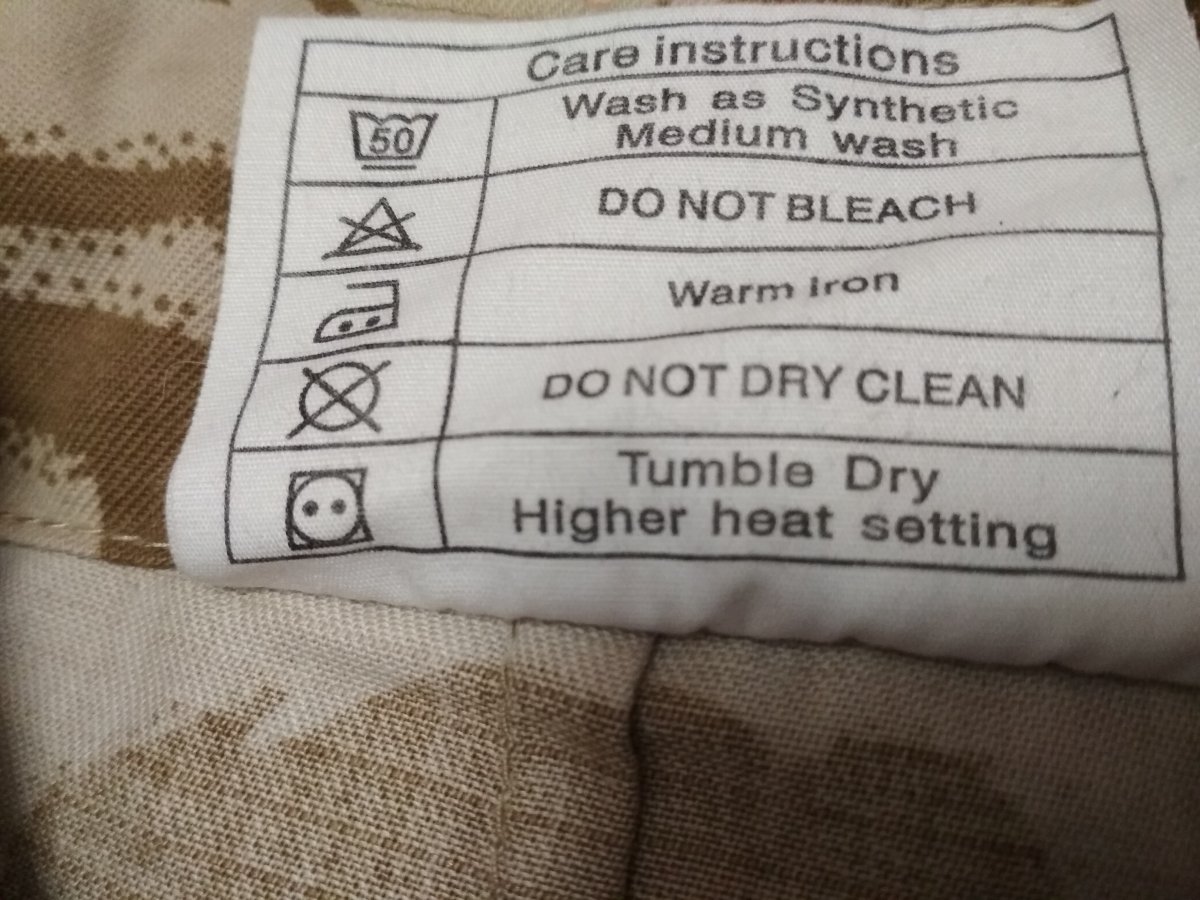 Care instructions
50
Wash as Synthetic
Medium wash
DO NOT BLEACH
Warm Iron
DO NOT DRY CLEAN
Tumble Dry
Higher heat setting